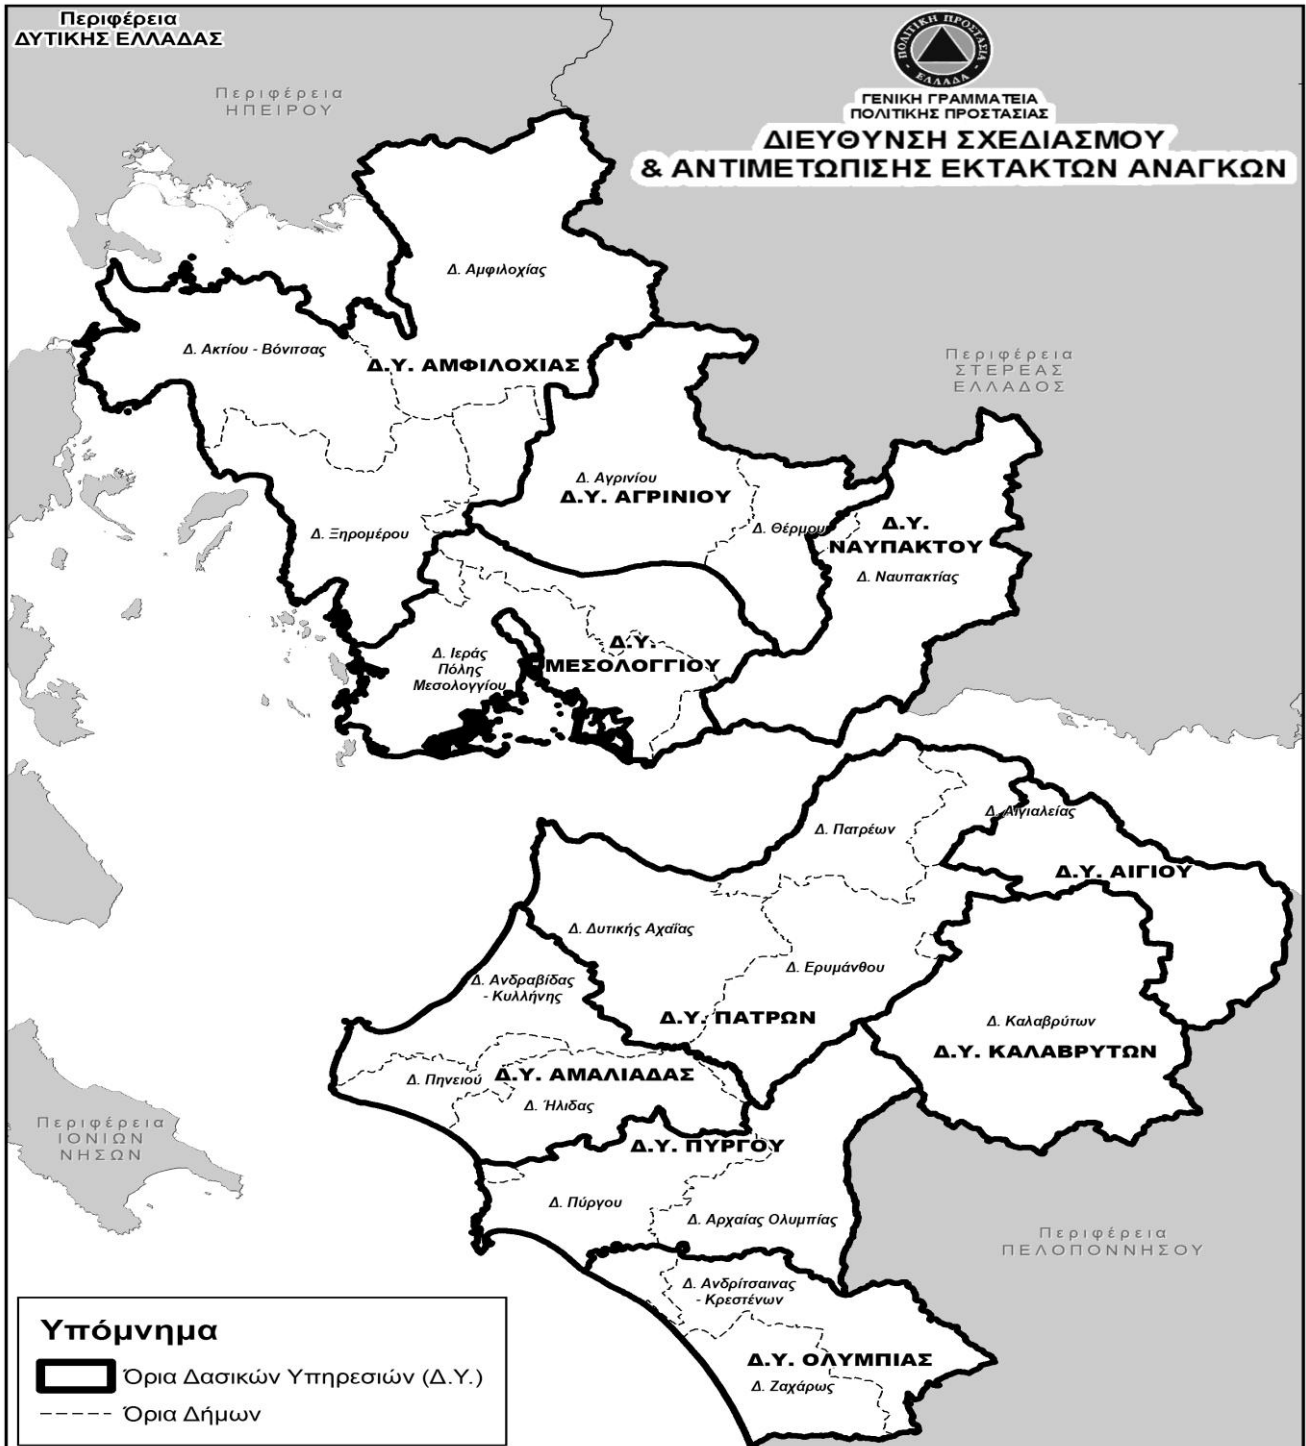 Περιφέρεια
ΔΥΤΙΚΗΣ ΕΛΛΑΔΑΣ
ΠΟΛΙΤΙΚΗ ΠΡΟΣΤΑΣΙΑ
- ΕΛΛΑΔΑ -
ΓΕΝΙΚΗ ΓΡΑΜΜΑΤΕΙΑ
ΠΟΛΙΤΙΚΗΣ ΠΡΟΣΤΑΣΙΑΣ
ΔΙΕΥΘΥΝΣΗ ΣΧΕΔΙΑΣΜΟΥ
& ΑΝΤΙΜΕΤΩΠΙΣΗΣ ΕΚΤΑΚΤΩΝ ΑΝΑΓΚΩΝ
Περιφέρεια
ΗΠΕΙΡΟΥ
Δ. Αμφιλοχίας
Δ. Ακτίου - Βόνιτσας
Δ.Υ. ΑΜΦΙΛΟΧΙΑΣ
Περιφέρεια
ΣΤΕΡΕΑΣ
ΕΛΛΑΔΟΣ
Δ. Αγρινίου
Δ.Υ. ΑΓΡΙΝΙΟΥ
Δ. Ξηρομέρου
Δ. Θέρμου
Δ.Υ.
ΝΑΥΠΑΚΤΟΥ
Δ. Ναυπακτίας
Δ. Ιεράς
Πόλης
Μεσολογγίου
Δ.Υ.
ΜΕΣΟΛΟΓΓΙΟΥ
Δ. Πατρέων
Δ. Αιγιαλείας
Δ.Υ. ΑΙΓΙΟΥ
Δ. Δυτικής Αχαΐας
Δ. Ερυμάνθου
Δ. Ανδραβίδας
- Κυλλήνης
Δ.Υ. ΠΑΤΡΩΝ
Δ. Καλαβρύτων
Δ.Υ. ΚΑΛΑΒΡΥΤΩΝ
Δ. Πηνειού
Δ.Υ. ΑΜΑΛΙΑΔΑΣ
Δ. Ήλιδας
Περιφέρεια
ΙΟΝΙΩΝ
ΝΗΣΩΝ
Δ.Υ. ΠΥΡΓΟΥ
Δ. Πύργου
Δ. Αρχαίας Ολυμπίας
Περιφέρεια
ΠΕΛΟΠΟΝΝΗΣΟΥ
Δ. Ανδρίτσαινας
- Κρεστένων
Δ.Υ. ΟΛΥΜΠΙΑΣ
Δ. Ζαχάρως
Υπόμνημα
Όρια Δασικών Υπηρεσιών (Δ.Υ.)
Όρια Δήμων